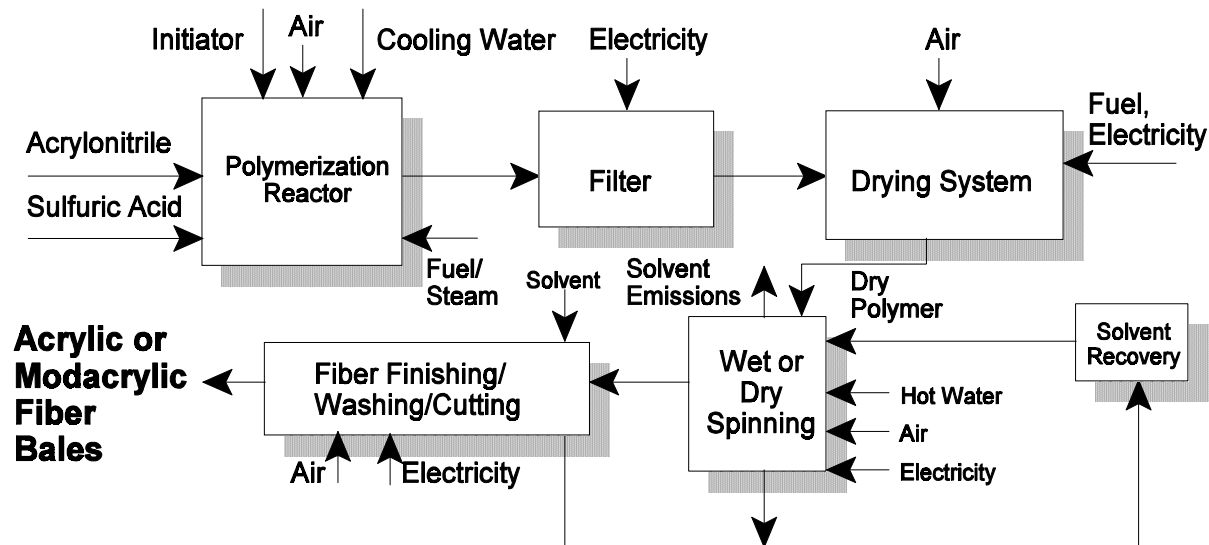 Initiator
Air
Cooling Water
Electricity
Air
Fuel,
Electricity
Acrylonitrile
Sulfuric Acid
Polymerization
Reactor
Filter
Drying System
Fuel/
Steam
Solvent
Solvent
Emissions
Dry
Polymer
Acrylic or
Modacrylic
Fiber
Bales
Fiber Finishing/
Washing/Cutting
Wet or
Dry
Spinning
Solvent
Recovery
Hot Water
Air
Electricity
Air
Electricity